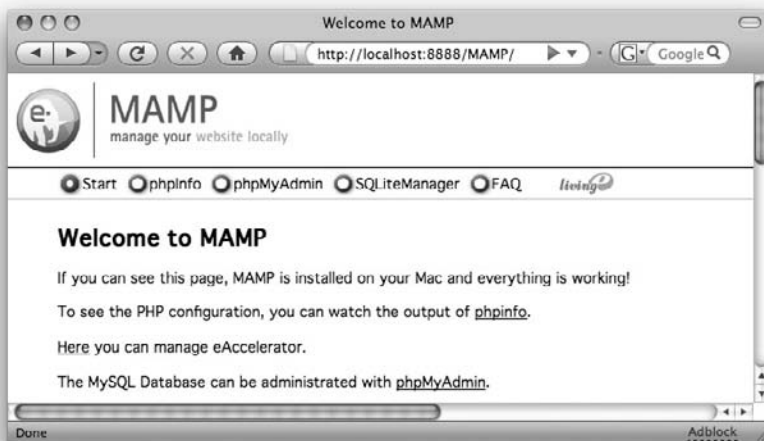 Welcome to MAMP
http://localhost:8888/MAMP/
G
Google
e.
MAMP
manage your website locally
Start phpInfo phpMyAdmin SQLiteManager FAQ living e
Welcome to MAMP
If you can see this page, MAMP is installed on your Mac and everything is working!
To see the PHP configuration, you can watch the output of phpinfo.
Here you can manage eAccelerator.
The MySQL Database can be administrated with phpMyAdmin.
Done
Adblock